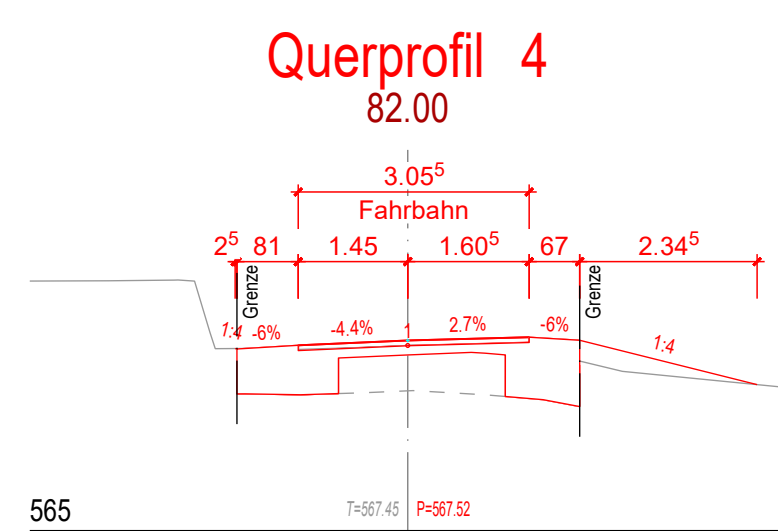 Querprofil 4
82.00
3.05⁵
Fahrbahn
2⁵ 81 1.45 1.60⁵ 67 2.34⁵
Grenze
Grenze
1:4 -6% -4.4% 1 2.7% -6% 1:4
565 T=567.45 P=567.52